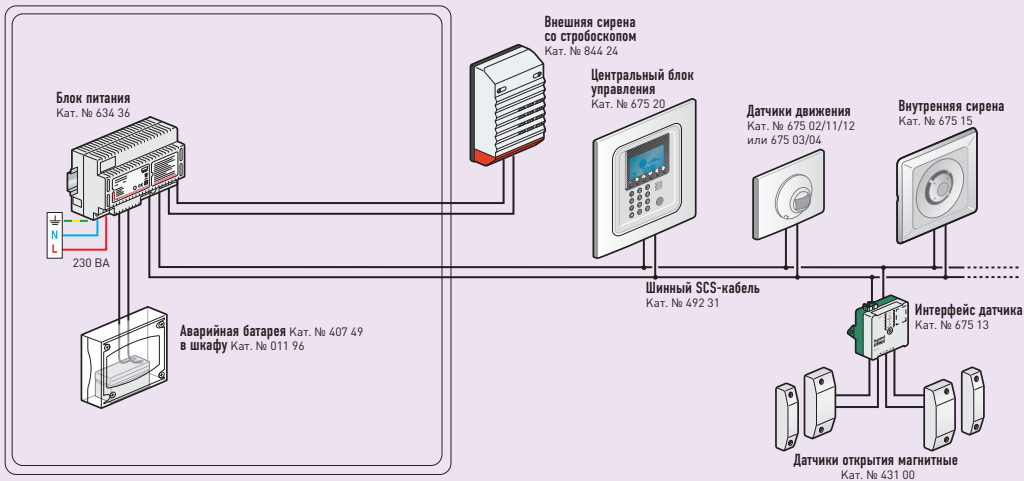 Внешняя сирена
со стробоскопом
Кат. № 844 24
Центральный блок
управления
Кат. № 675 20
Блок питания
Кат. № 634 36
Датчики движения
Кат. № 675 02/11/12
или 675 03/04
Внутренняя сирена
Кат. № 675 15
N
L
230 ВА
Шинный SCS-кабель
Кат. № 492 31
Интерфейс датчика
Кат. № 675 13
Аварийная батарея Кат. № 407 49
в шкафу Кат. № 011 96
Датчики открытия магнитные
Кат. № 431 00